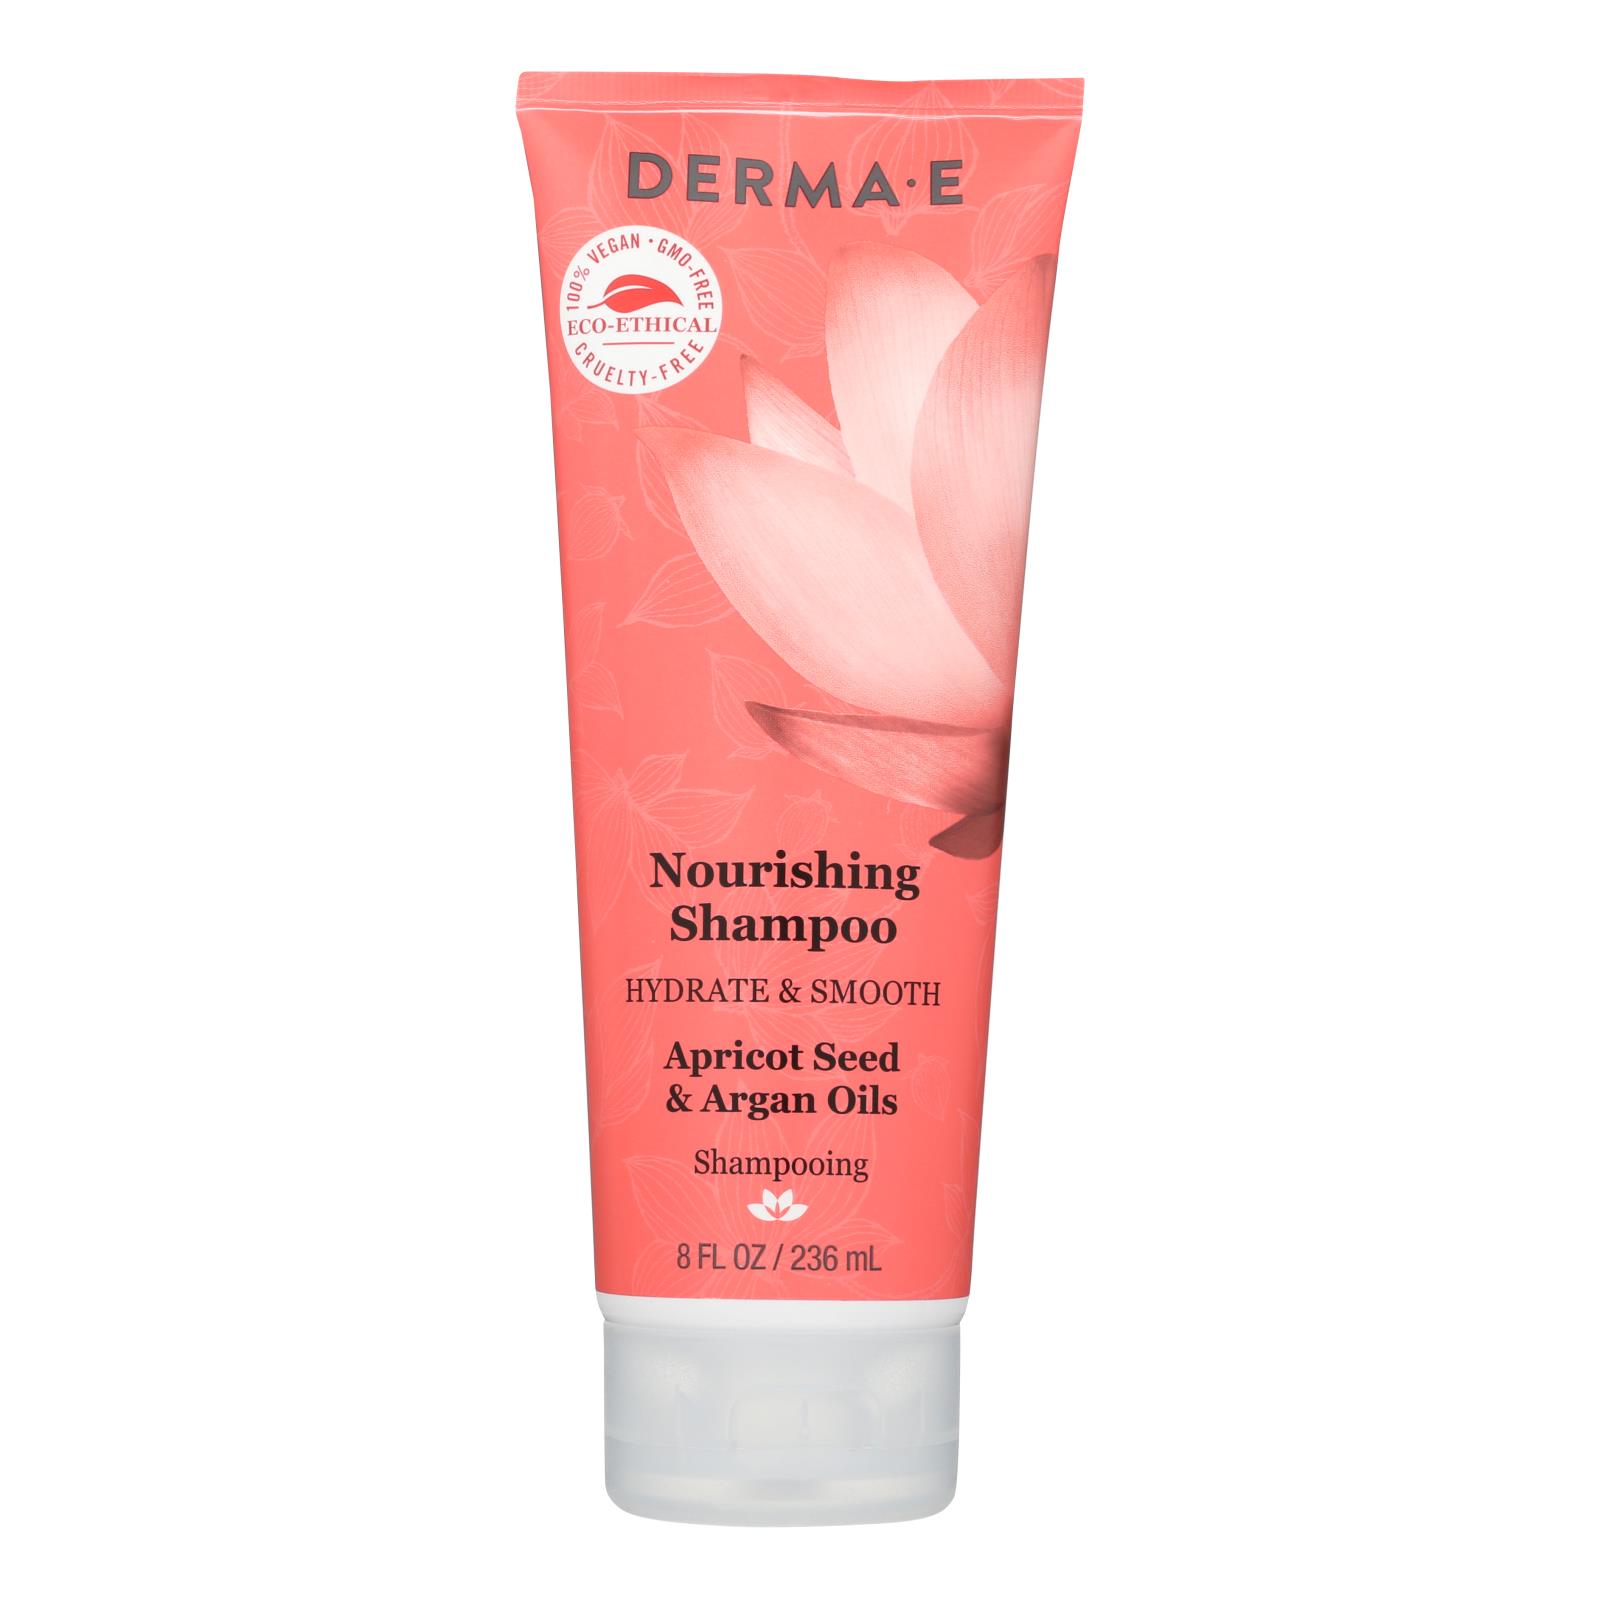 DERMA·E
100% VEGAN · GMO-FREE
ECO-ETHICAL
CRUELTY-FREE
Nourishing
Shampoo
HYDRATE & SMOOTH
Apricot Seed
& Argan Oils
Shampooing
8 FL OZ / 236 mL